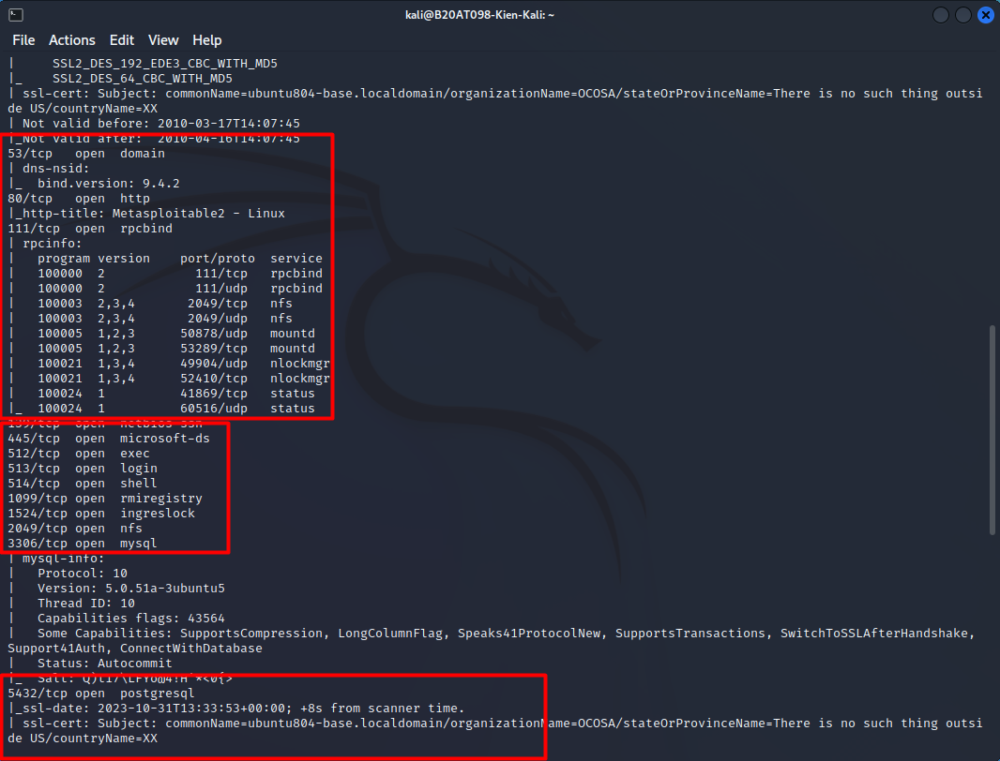 kali@B20AT098-Kien-Kali: ~
File Actions Edit View Help
|     SSL2_DES_192_EDE3_CBC_WITH_MD5
|_    SSL2_DES_64_CBC_WITH_MD5
| ssl-cert: Subject: commonName=ubuntu804-base.localdomain/organizationName=OCOSA/stateOrProvinceName=There is no such thing outsi
de US/countryName=XX
| Not valid before: 2010-03-17T14:07:45
|_Not valid after:  2010-04-16T14:07:45
53/tcp   open  domain
| dns-nsid:
|_  bind.version: 9.4.2
80/tcp   open  http
|_http-title: Metasploitable2 - Linux
111/tcp  open  rpcbind
| rpcinfo:
|   program version    port/proto  service
|   100000  2            111/tcp   rpcbind
|   100000  2            111/udp   rpcbind
|   100003  2,3,4       2049/tcp   nfs
|   100003  2,3,4       2049/udp   nfs
|   100005  1,2,3      50878/udp   mountd
|   100005  1,2,3      53289/tcp   mountd
|   100021  1,3,4      49904/udp   nlockmgr
|   100021  1,3,4      52410/tcp   nlockmgr
|   100024  1          41869/tcp   status
|_  100024  1          60516/udp   status
139/tcp  open  netbios-ssn
445/tcp  open  microsoft-ds
512/tcp  open  exec
513/tcp  open  login
514/tcp  open  shell
1099/tcp open  rmiregistry
1524/tcp open  ingreslock
2049/tcp open  nfs
3306/tcp open  mysql
| mysql-info:
|   Protocol: 10
|   Version: 5.0.51a-3ubuntu5
|   Thread ID: 10
|   Capabilities flags: 43564
|   Some Capabilities: SupportsCompression, LongColumnFlag, Speaks41ProtocolNew, SupportsTransactions, SwitchToSSLAfterHandshake,
Support41Auth, ConnectWithDatabase
|   Status: Autocommit
|_  Salt:
5432/tcp open  postgresql
|_ssl-date: 2023-10-31T13:33:53+00:00; +8s from scanner time.
| ssl-cert: Subject: commonName=ubuntu804-base.localdomain/organizationName=OCOSA/stateOrProvinceName=There is no such thing outsi
de US/countryName=XX